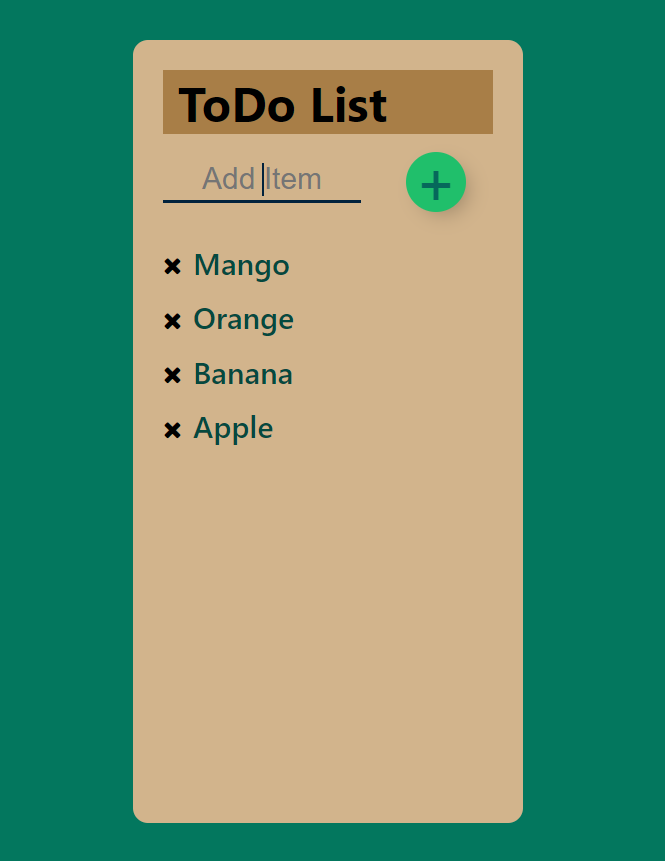 ToDo List
Add Item
+
✖ Mango
✖ Orange
✖ Banana
✖ Apple